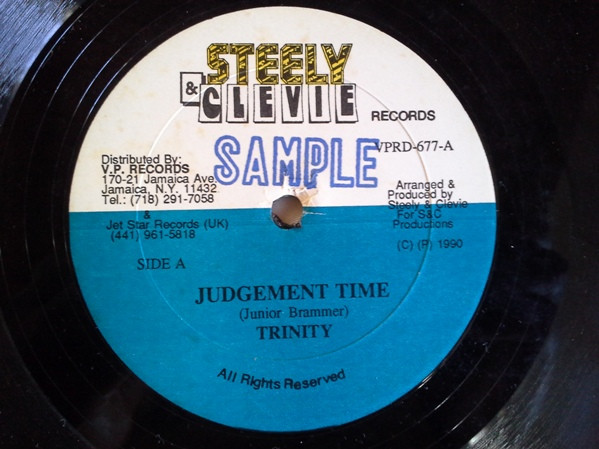 STEELY
& CLEVIE RECORDS
VPRD-677-A
SAMPLE
Distributed By:
V.P. RECORDS
170-21 Jamaica Ave
Jamaica, N.Y. 11432
Tel.: (718) 291-7058
&
Jet Star Records (UK)
(441) 961-5818
Arranged &
Produced by
Steely & Clevie
For S&C
Productions
(C) (P) 1990
SIDE A
JUDGEMENT TIME
(Junior Brammer)
TRINITY
All Rights Reserved